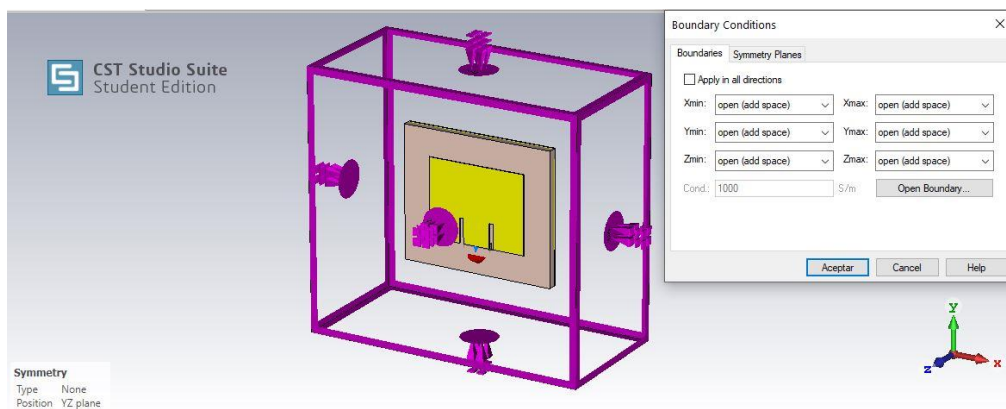 CST Studio Suite
Student Edition
Boundary Conditions
Boundaries Symmetry Planes
Apply in all directions
Xmin: open (add space) Xmax: open (add space)
Ymin: open (add space) Ymax: open (add space)
Zmin: open (add space) Zmax: open (add space)
Cond.: 1000 S/m Open Boundary...
Aceptar Cancel Help
y
z x
Symmetry
Type None
Position YZ plane